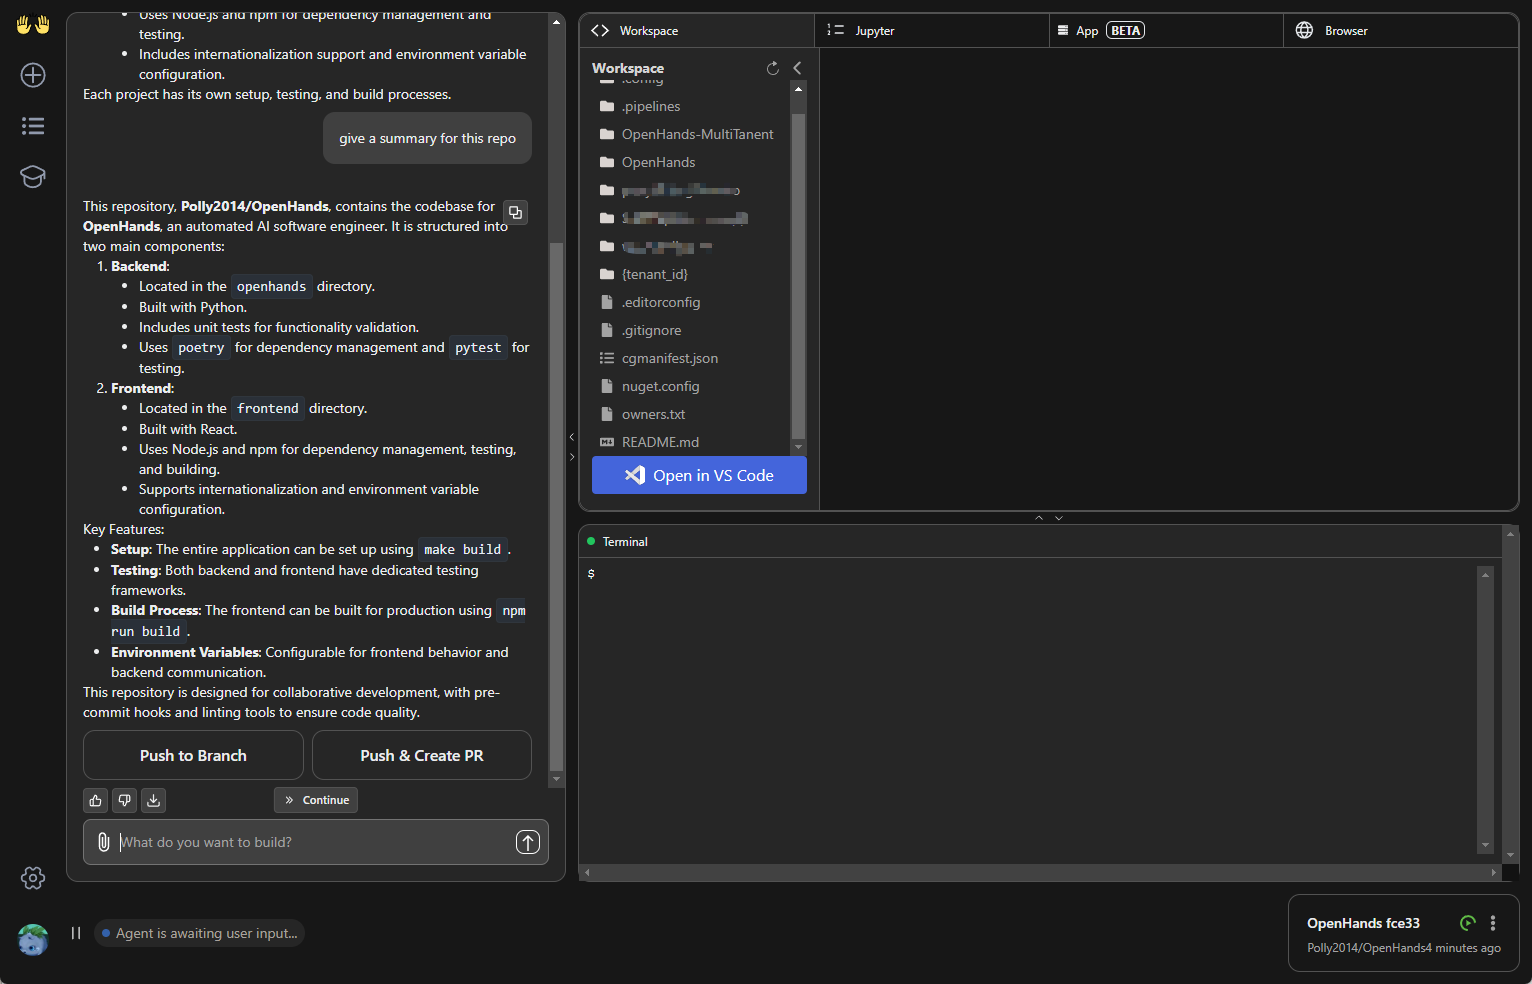 Uses Node.js and npm for dependency management and
testing.
Includes internationalization support and environment variable
configuration.
Each project has its own setup, testing, and build processes.
give a summary for this repo
This repository, Polly2014/OpenHands, contains the codebase for
OpenHands, an automated AI software engineer. It is structured into
two main components:
1. Backend:
Located in the openhands directory.
Built with Python.
Includes unit tests for functionality validation.
Uses poetry for dependency management and pytest for
testing.
2. Frontend:
Located in the frontend directory.
Built with React.
Uses Node.js and npm for dependency management, testing,
and building.
Supports internationalization and environment variable
configuration.
Key Features:
Setup: The entire application can be set up using make build.
Testing: Both backend and frontend have dedicated testing
frameworks.
Build Process: The frontend can be built for production using npm
run build.
Environment Variables: Configurable for frontend behavior and
backend communication.
This repository is designed for collaborative development, with pre-
commit hooks and linting tools to ensure code quality.
Push to Branch
Push & Create PR
Continue
What do you want to build?
Agent is awaiting user input...
Workspace
Jupyter
App BETA
Browser
Workspace
.config
.pipelines
OpenHands-MultiTanent
OpenHands
{tenant_id}
.editorconfig
.gitignore
cgmanifest.json
nuget.config
owners.txt
README.md
Open in VS Code
Terminal
$
OpenHands fce33
Polly2014/OpenHands4 minutes ago